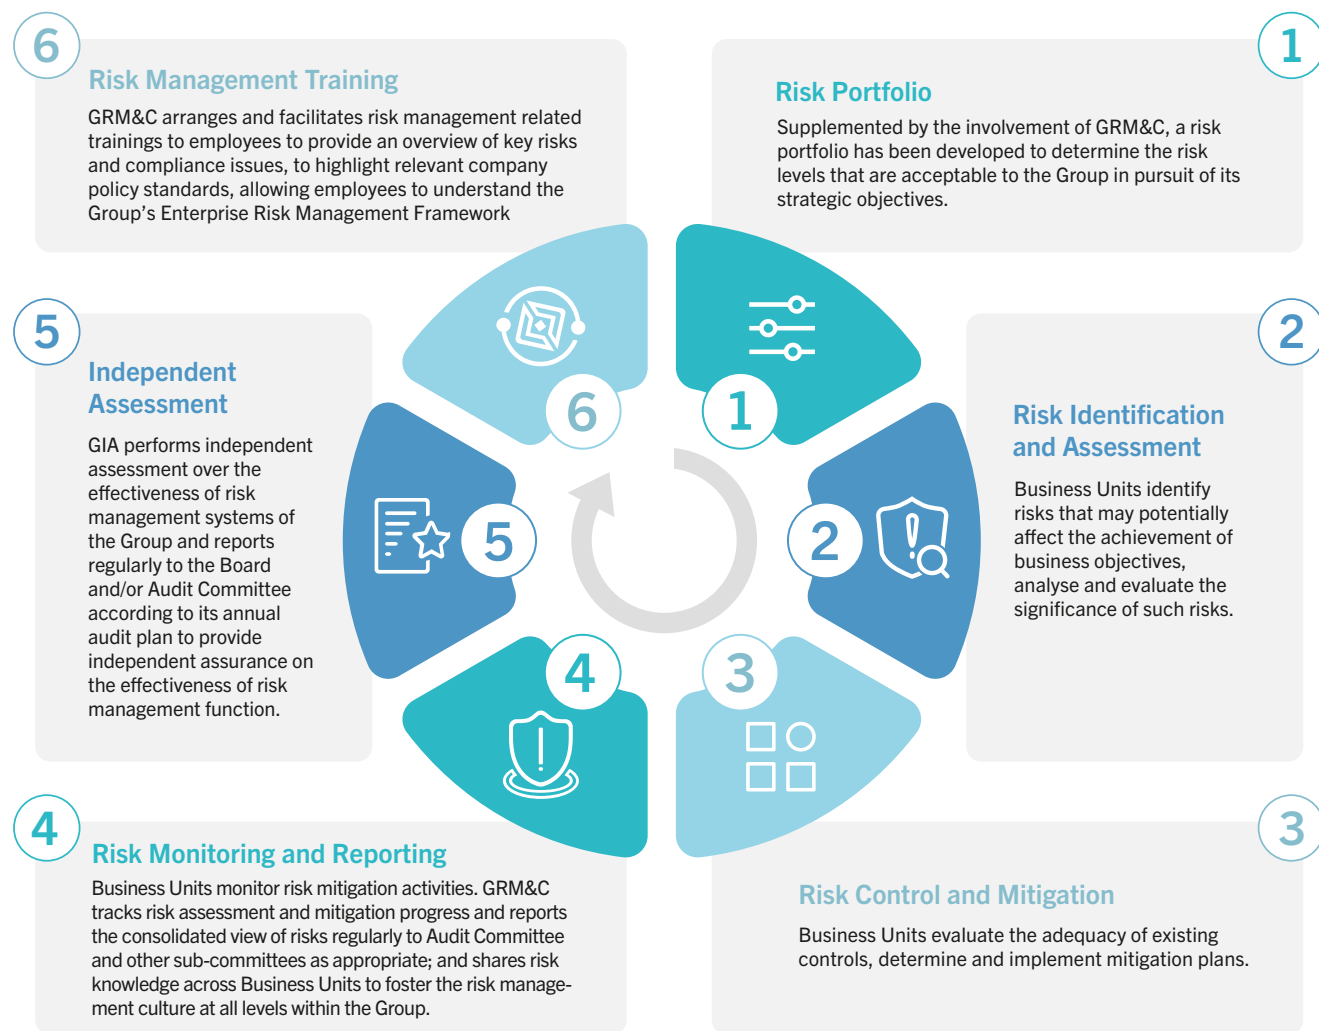 1
Risk Portfolio
Supplemented by the involvement of GRM&C, a risk
portfolio has been developed to determine the risk
levels that are acceptable to the Group in pursuit of its
strategic objectives.
2
Risk Identification
and Assessment
Business Units identify
risks that may potentially
affect the achievement of
business objectives,
analyse and evaluate the
significance of such risks.
3
Risk Control and Mitigation
Business Units evaluate the adequacy of existing
controls, determine and implement mitigation plans.
4
Risk Monitoring and Reporting
Business Units monitor risk mitigation activities. GRM&C
tracks risk assessment and mitigation progress and reports
the consolidated view of risks regularly to Audit Committee
and other sub-committees as appropriate; and shares risk
knowledge across Business Units to foster the risk manage-
ment culture at all levels within the Group.
5
Independent
Assessment
GIA performs independent
assessment over the
effectiveness of risk
management systems of
the Group and reports
regularly to the Board
and/or Audit Committee
according to its annual
audit plan to provide
independent assurance on
the effectiveness of risk
management function.
6
Risk Management Training
GRM&C arranges and facilitates risk management related
trainings to employees to provide an overview of key risks
and compliance issues, to highlight relevant company
policy standards, allowing employees to understand the
Group's Enterprise Risk Management Framework
1
2
3
4
5
6